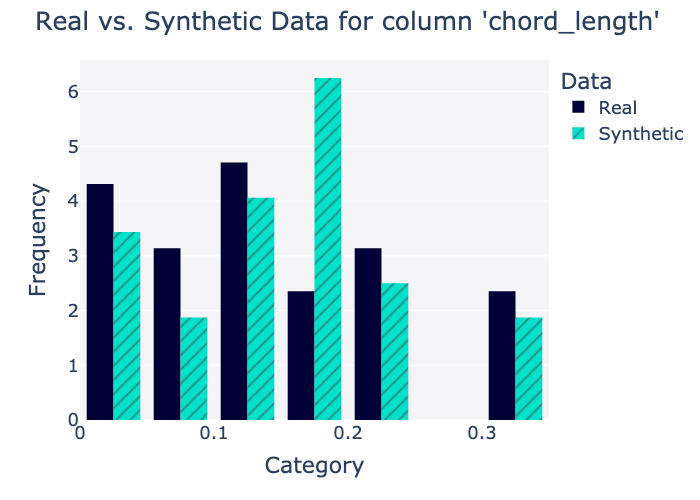 Real vs. Synthetic Data for column 'chord_length'
Data
Real
Synthetic
Frequency
6
5
4
3
2
1
0
0 0.1 0.2 0.3
Category